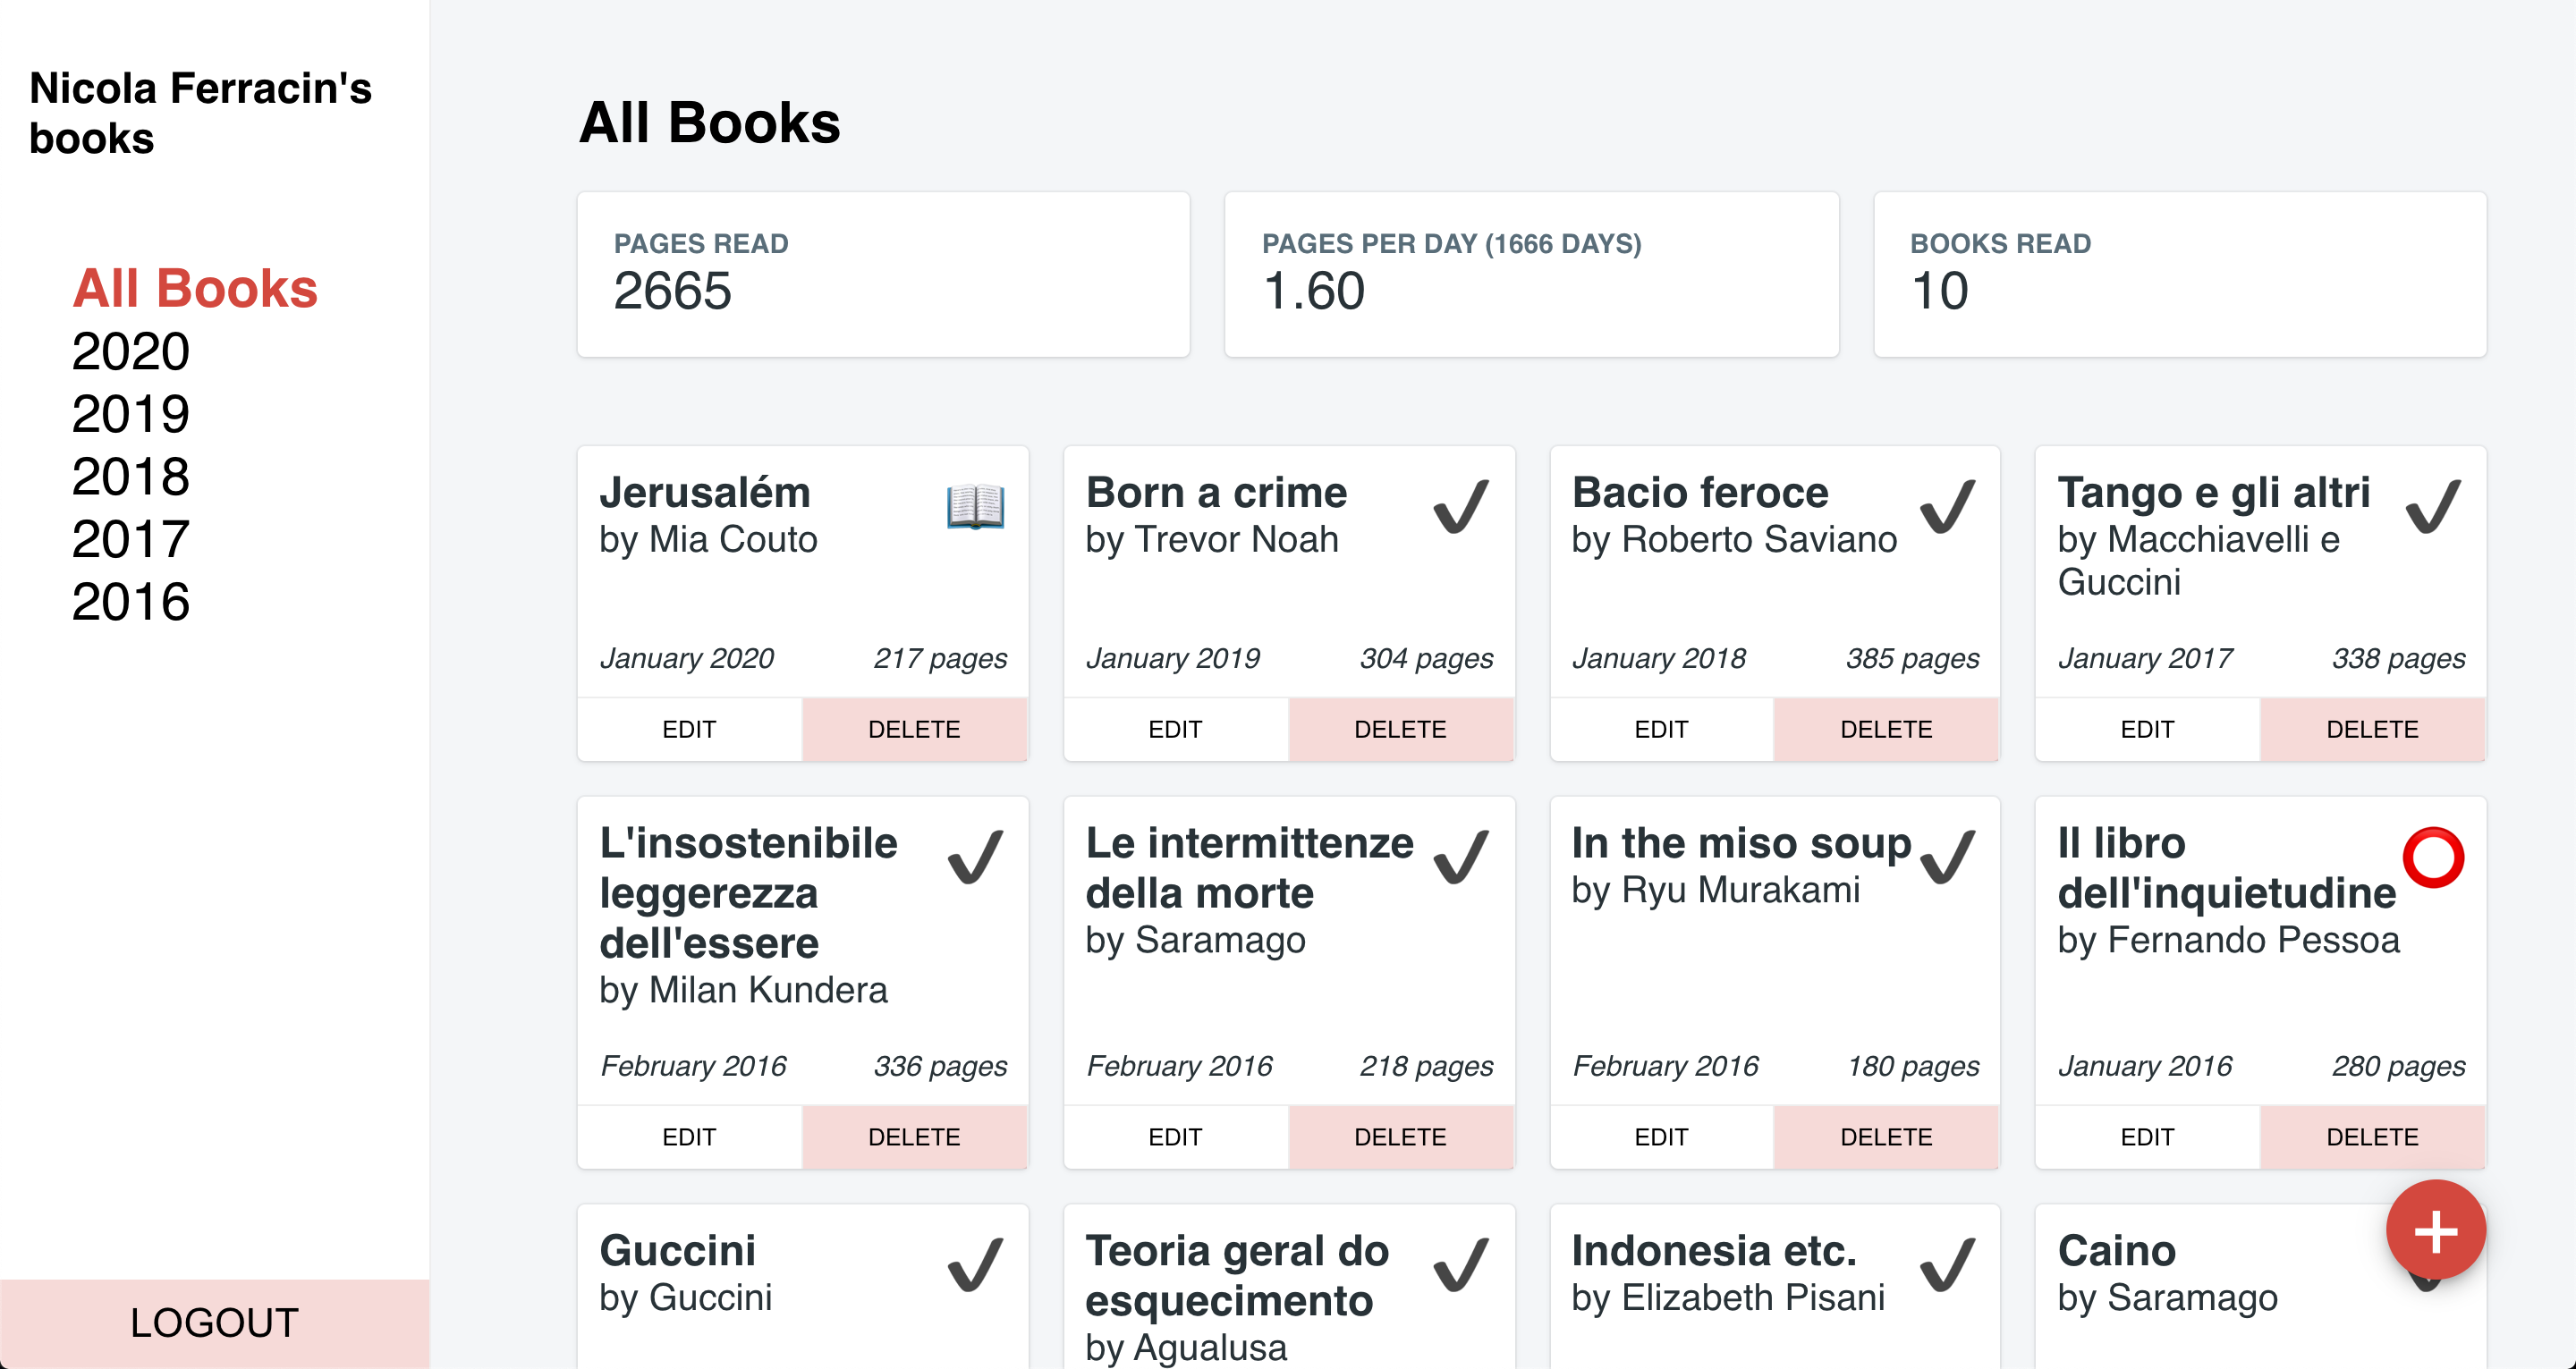 Nicola Ferracin's
books
All Books
2020
2019
2018
2017
2016
LOGOUT
All Books
PAGES READ
2665
PAGES PER DAY (1666 DAYS)
1.60
BOOKS READ
10
Jerusalém
by Mia Couto
January 2020 217 pages
EDIT DELETE
Born a crime
by Trevor Noah
January 2019 304 pages
EDIT DELETE
Bacio feroce
by Roberto Saviano
January 2018 385 pages
EDIT DELETE
Tango e gli altri
by Macchiavelli e
Guccini
January 2017 338 pages
EDIT DELETE
L'insostenibile
leggerezza
dell'essere
by Milan Kundera
February 2016 336 pages
EDIT DELETE
Le intermittenze
della morte
by Saramago
February 2016 218 pages
EDIT DELETE
In the miso soup
by Ryu Murakami
February 2016 180 pages
EDIT DELETE
Il libro
dell'inquietudine
by Fernando Pessoa
January 2016 280 pages
EDIT DELETE
Guccini
by Guccini
Teoria geral do
esquecimento
by Agualusa
Indonesia etc.
by Elizabeth Pisani
Caino
by Saramago